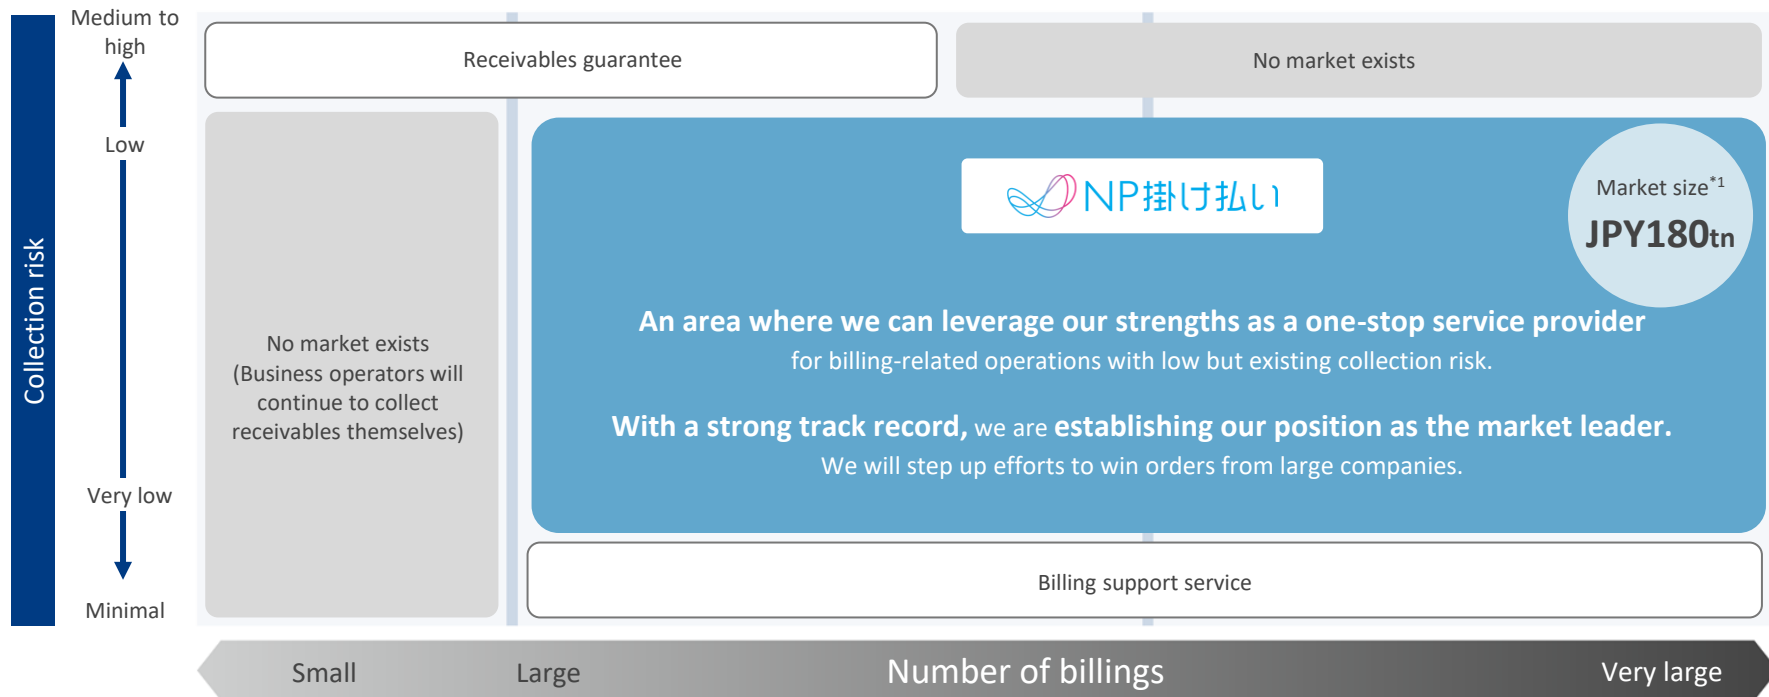 Medium to
high
Low
Very low
Minimal
Collection risk
Receivables guarantee
No market exists
No market exists
(Business operators will
continue to collect
receivables themselves)
NP掛け払い
Market size*1
JPY180tn
An area where we can leverage our strengths as a one-stop service provider
for billing-related operations with low but existing collection risk.
With a strong track record, we are establishing our position as the market leader.
We will step up efforts to win orders from large companies.
Billing support service
Small
Large
Number of billings
Very large